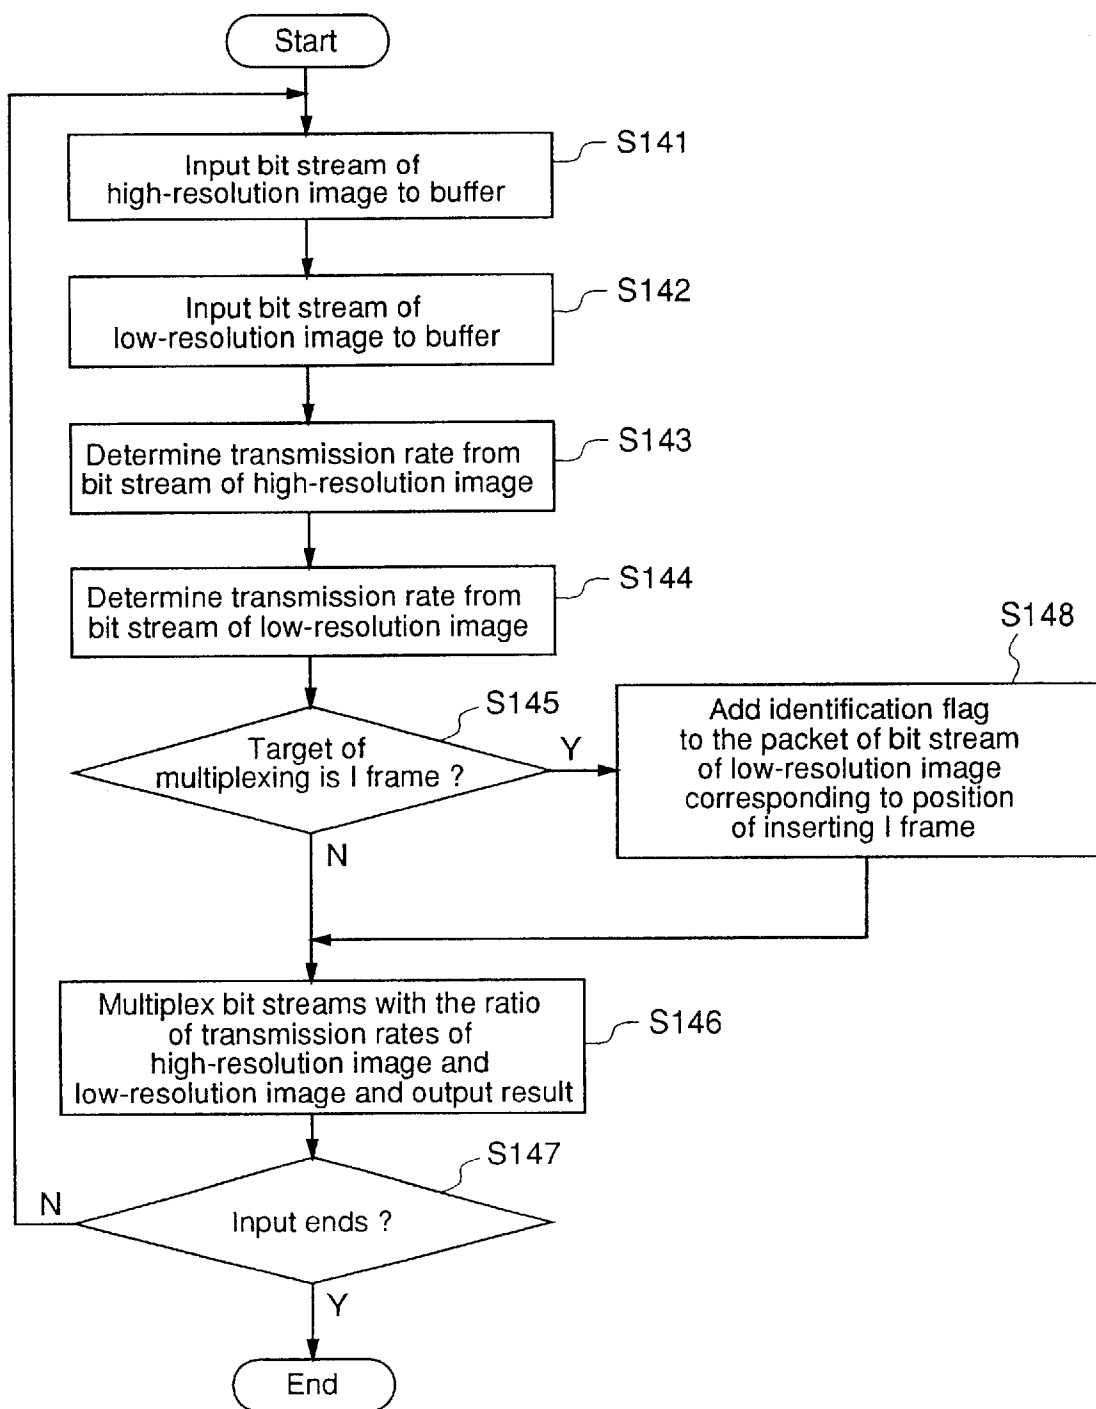 Start
Input bit stream of
high-resolution image to buffer
S141
Input bit stream of
low-resolution image to buffer
S142
Determine transmission rate from
bit stream of high-resolution image
S143
Determine transmission rate from
bit stream of low-resolution image
S144
Target of
multiplexing is I frame ?
S145
Y
N
Add identification flag
to the packet of bit stream
of low-resolution image
corresponding to position
of inserting I frame
S148
Multiplex bit streams with the ratio
of transmission rates of
high-resolution image and
low-resolution image and output result
S146
Input ends ?
S147
N
Y
End